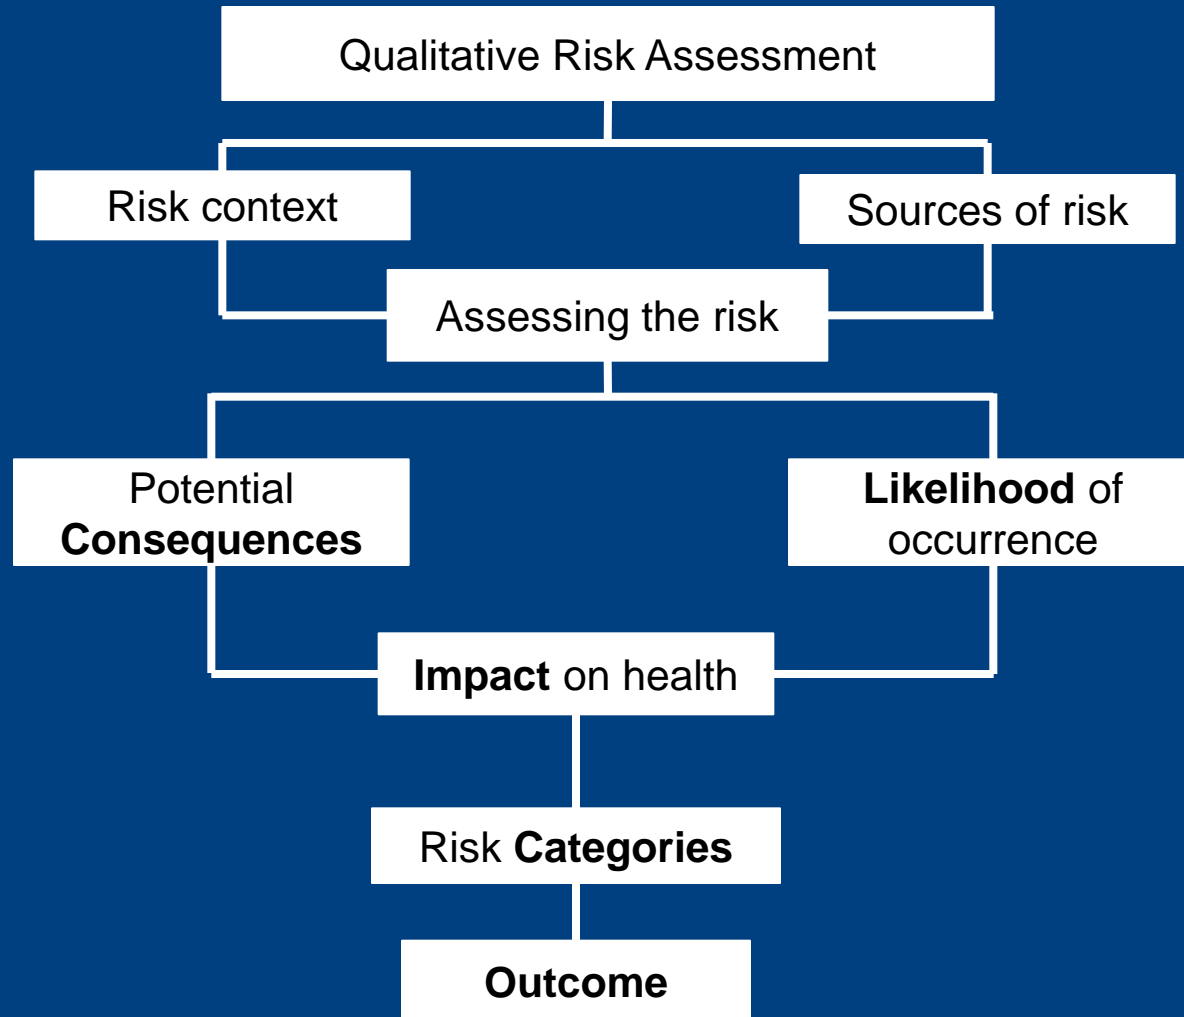 Qualitative Risk Assessment
Risk context
Sources of risk
Assessing the risk
Potential
Consequences
Likelihood of
occurrence
Impact on health
Risk Categories
Outcome